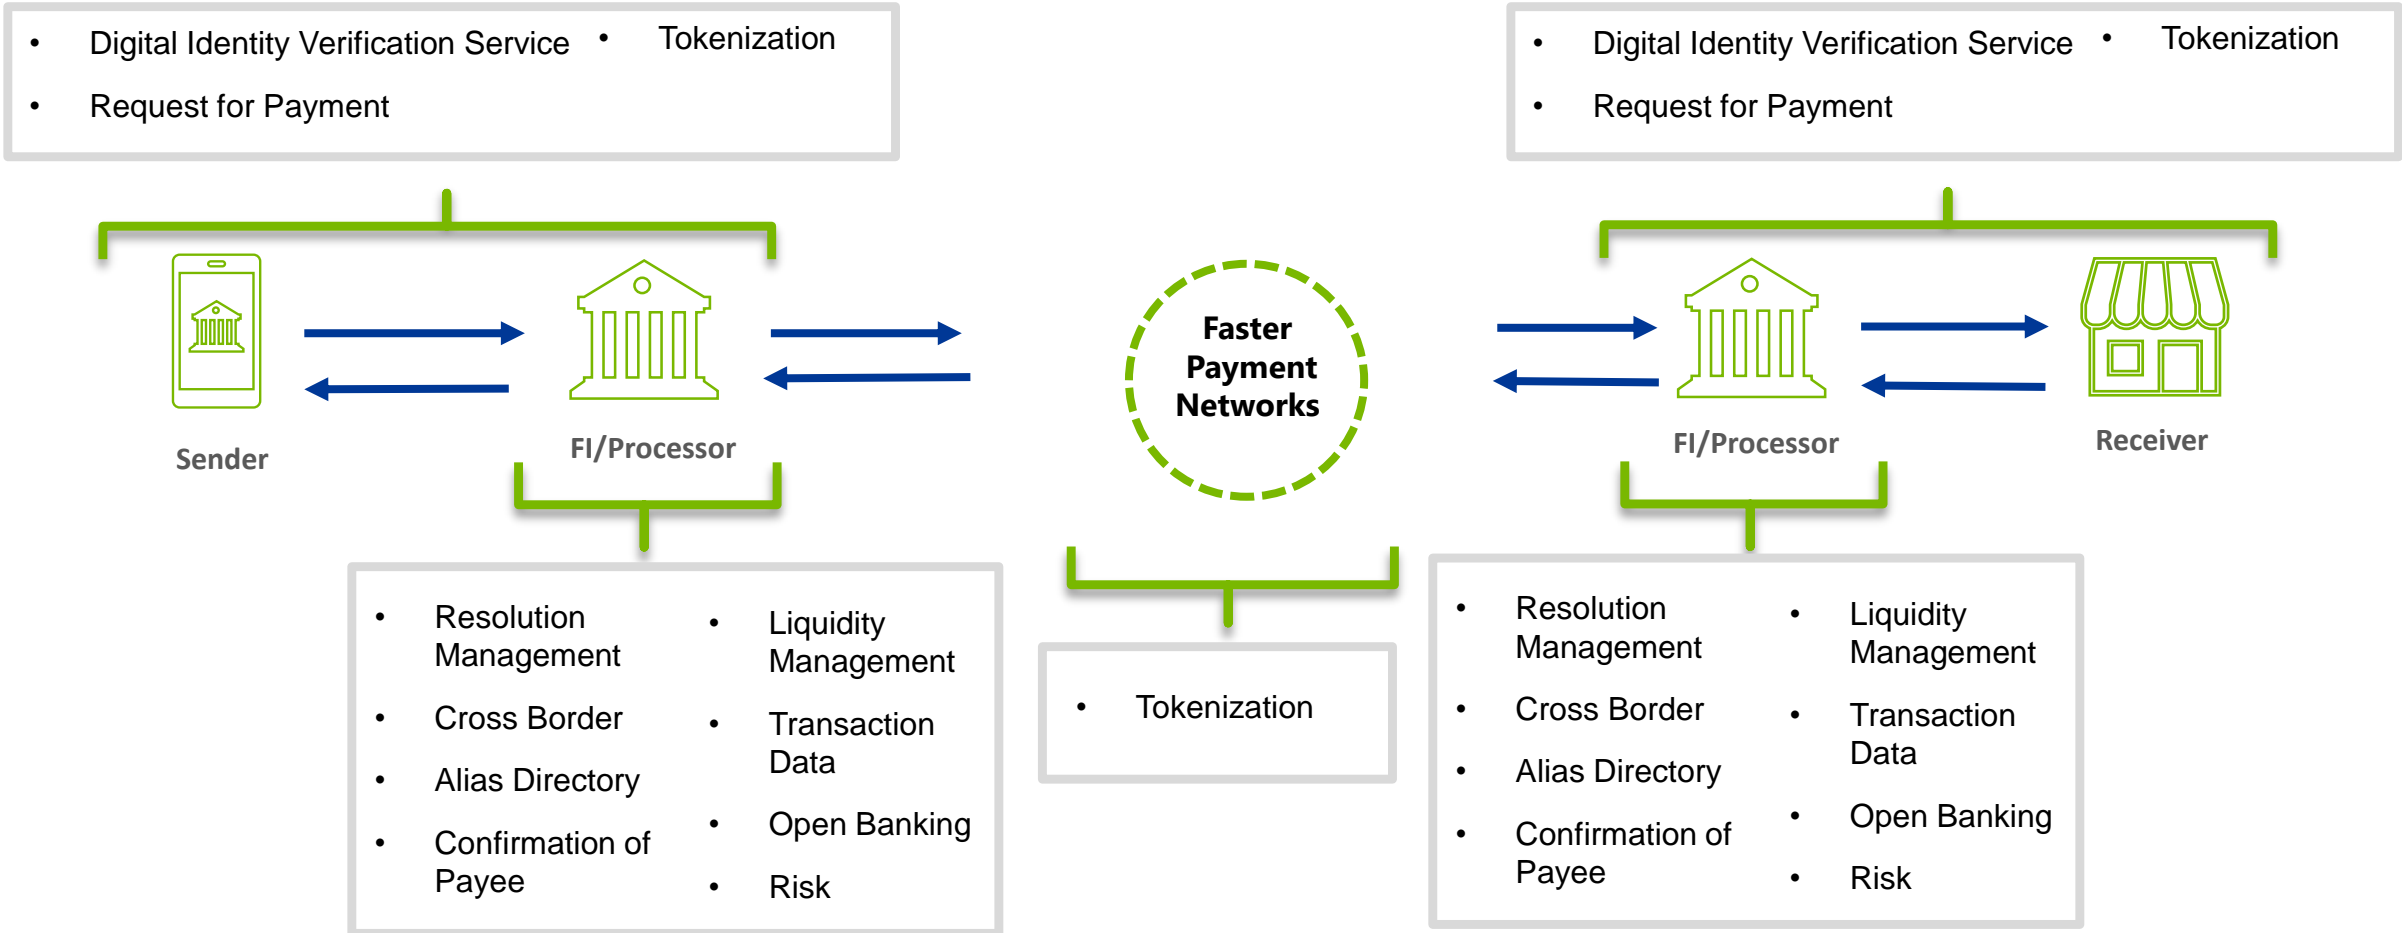 Digital Identity Verification Service
Tokenization
Request for Payment
Digital Identity Verification Service
Tokenization
Request for Payment
Sender
FI/Processor
Faster
Payment
Networks
FI/Processor
Receiver
Resolution
Management
Cross Border
Alias Directory
Confirmation of
Payee
Liquidity
Management
Transaction
Data
Open Banking
Risk
Tokenization
Resolution
Management
Cross Border
Alias Directory
Confirmation of
Payee
Liquidity
Management
Transaction
Data
Open Banking
Risk